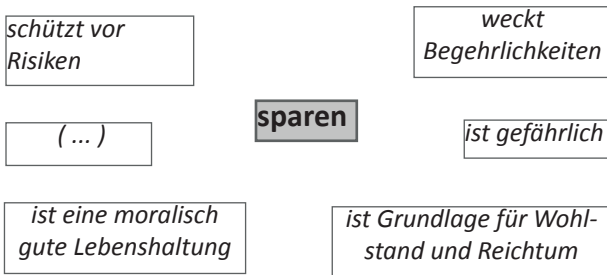 schützt vor
Risiken
weckt
Begehrlichkeiten
sparen
( ... )
ist gefährlich
ist eine moralisch
gute Lebenshaltung
ist Grundlage für Wohl-
stand und Reichtum